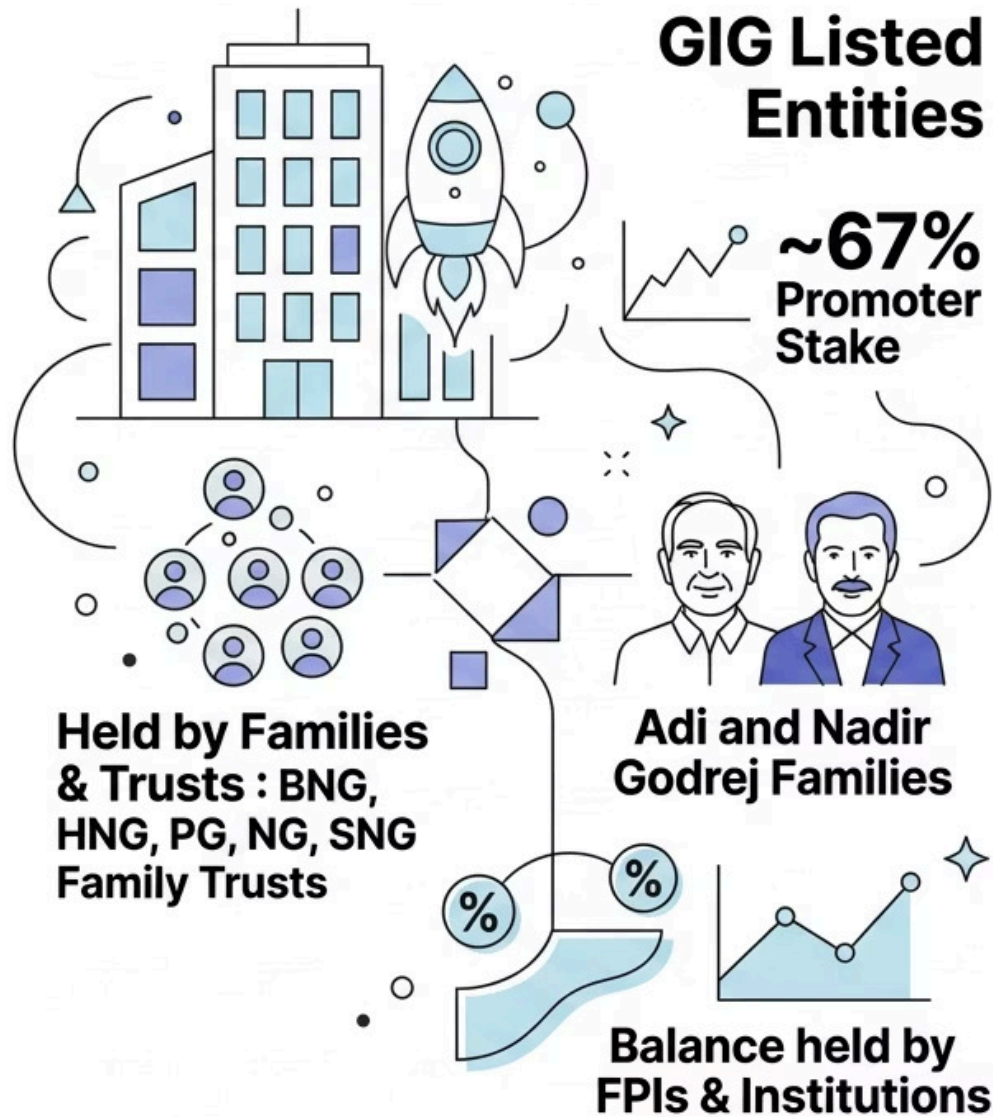 GIG Listed
Entities
~67%
Promoter
Stake
Held by Families
& Trusts : BNG,
HNG, PG, NG, SNG
Family Trusts
Adi and Nadir
Godrej Families
%
%
Balance held by
FPIs & Institutions